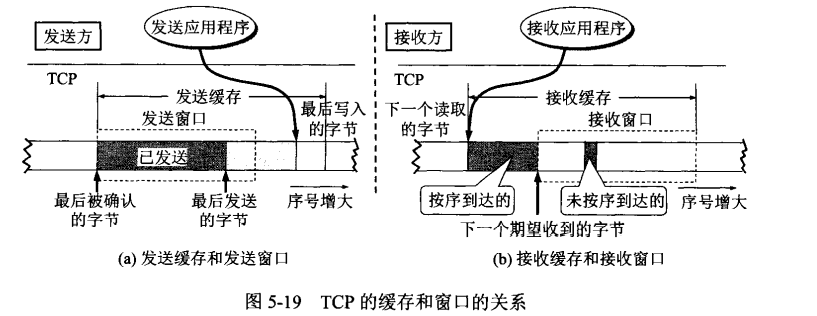 发送方
发送应用程序
TCP
发送缓存
发送窗口
最后写入
的字节
已发送
最后被确认
的字节
最后发送
的字节
序号增大
(a) 发送缓存和发送窗口
接收方
接收应用程序
TCP
接收缓存
下一个读取
的字节
接收窗口
按序到达的
未按序到达的
序号增大
下一个期望收到的字节
(b) 接收缓存和接收窗口
图 5-19 TCP 的缓存和窗口的关系